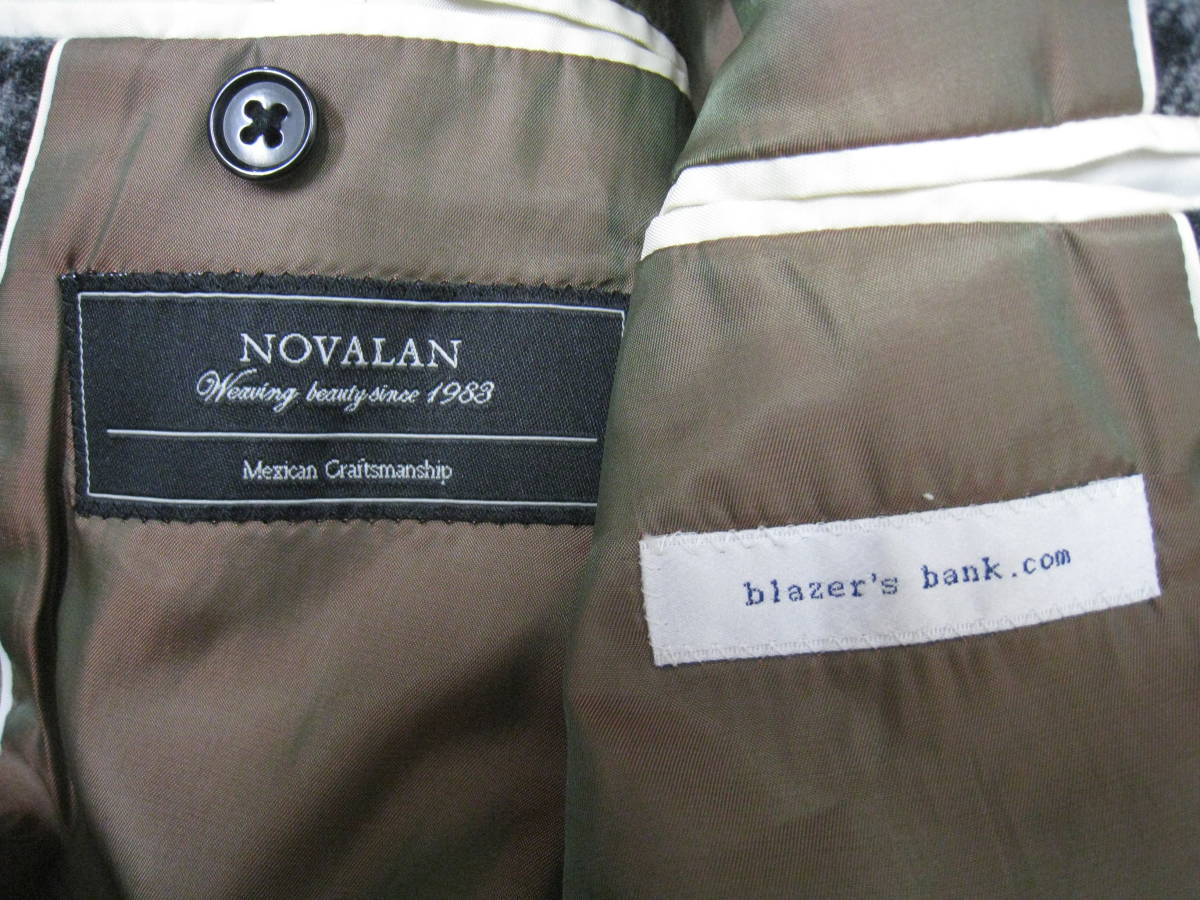 NOVALAN
Weaving beauty since 1983
Mexican Craftsmanship
blazer's bank.com